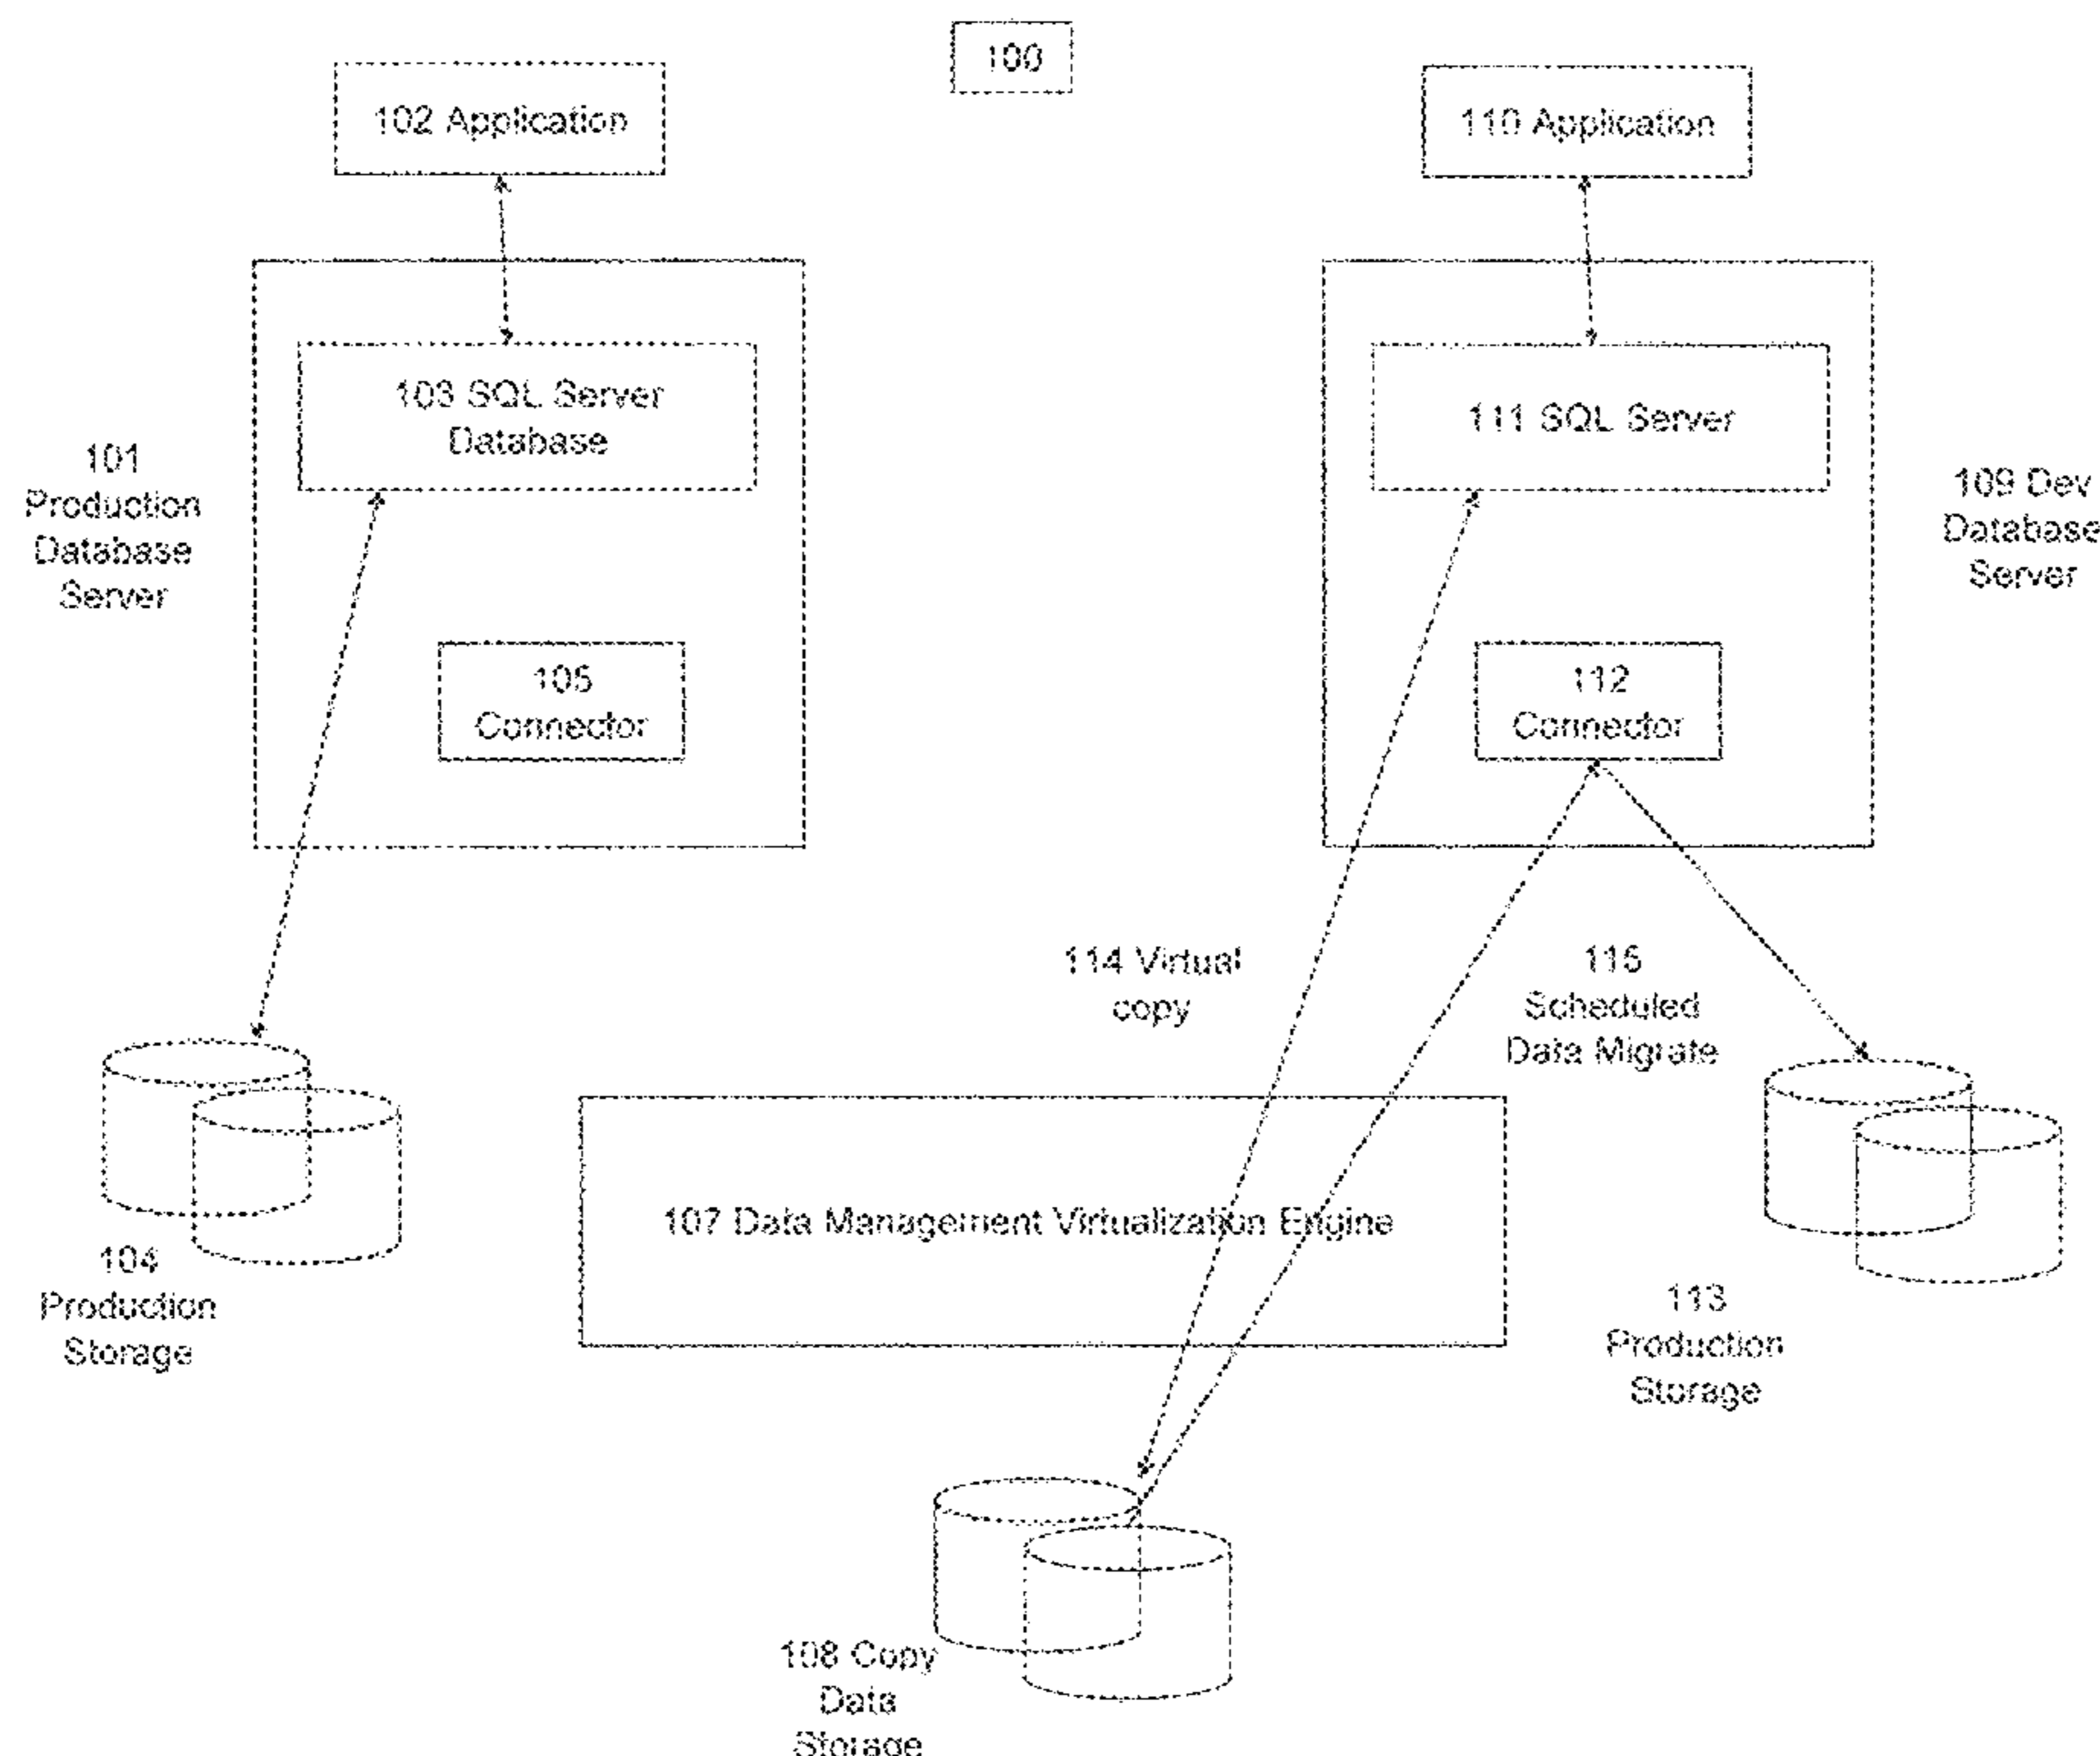 100
102 Application
110 Application
103 SQL Server
Database
111 SQL Server
101
Production
Database
Server
109 Dev
Database
Server
105
Connector
112
Connector
114 Virtual
copy
115
Scheduled
Data Migrate
107 Data Management Virtualization Engine
104
Production
Storage
113
Production
Storage
108 Copy
Data
Storage